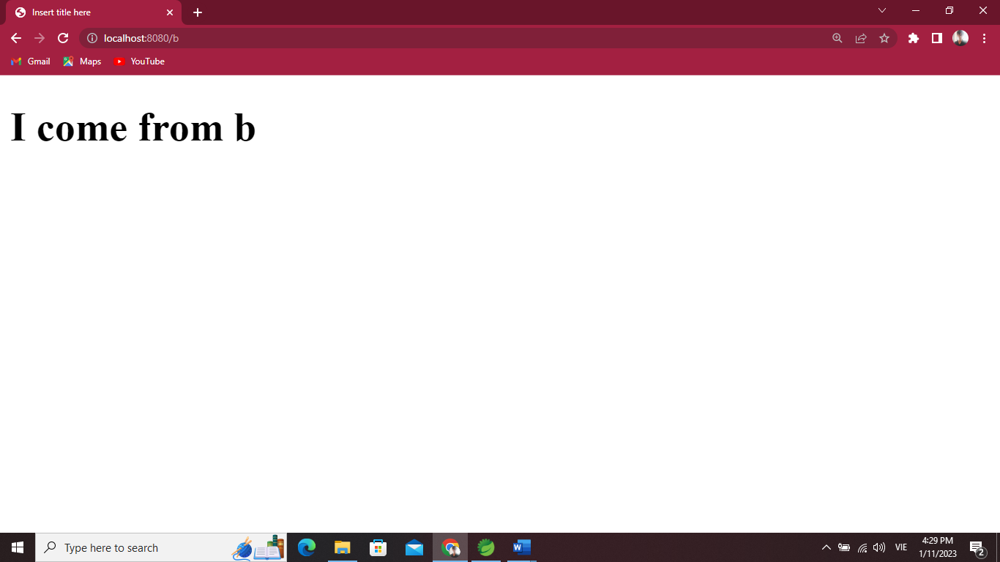 Insert title here
localhost:8080/b
Gmail Maps YouTube
I come from b
Type here to search
W
VIE
4:29 PM
1/11/2023
2